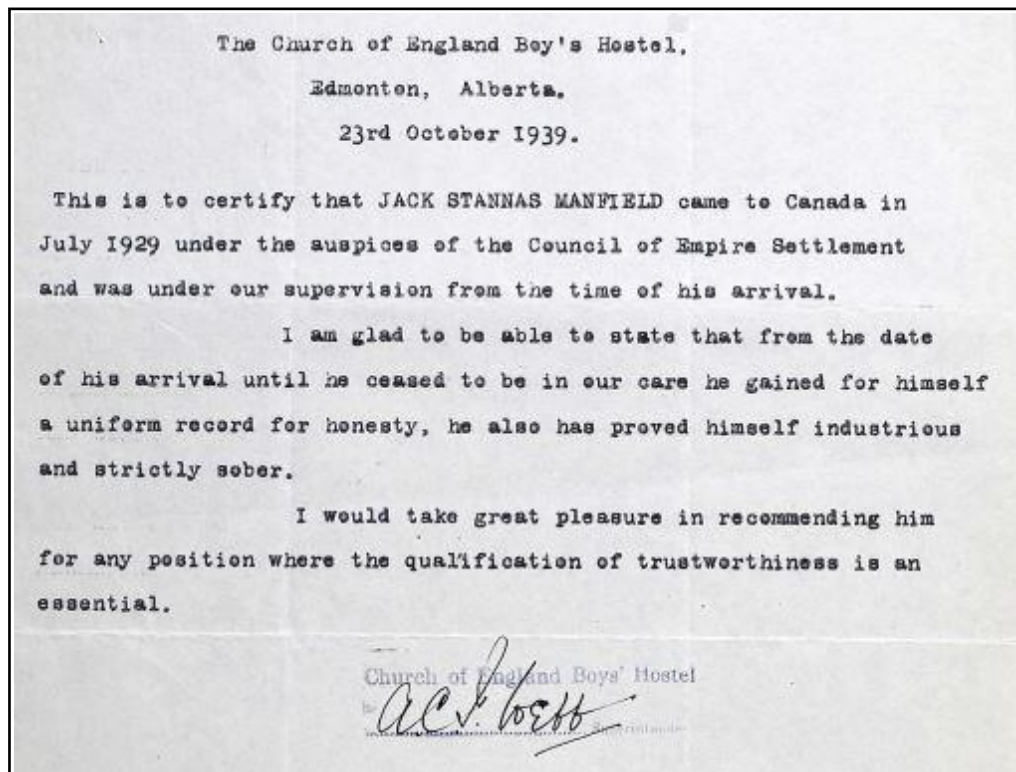 The Church of England Boy's Hostel,
Edmonton, Alberta.
23rd October I939.
This is to certify that JACK STANNAS MANFIELD came to Canada in
July I929 under the auspices of the Council of Empire Settlement
and was under our supervision from the time of his arrival.
I am glad to be able to state that from the date
of his arrival until he ceased to be in our care he gained for himself
a uniform record for honesty, he also has proved himself industrious
and strictly sober.
I would take great pleasure in recommending him
for any position where the qualification of trustworthiness is an
essential.
Church of England Boys' Hostel
A.C.F. Webb